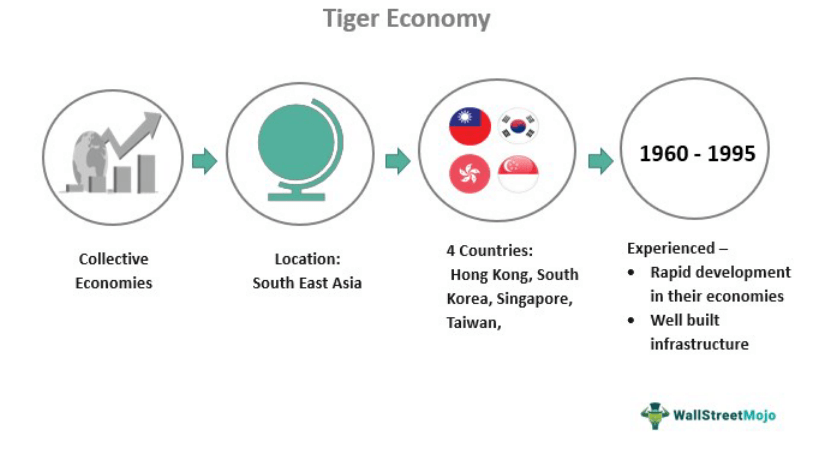 Tiger Economy
1960 - 1995
Collective
Economies
Location:
South East Asia
4 Countries:
Hong Kong, South
Korea, Singapore,
Taiwan,
Experienced –
• Rapid development
in their economies
• Well built
infrastructure
WallStreetMojo